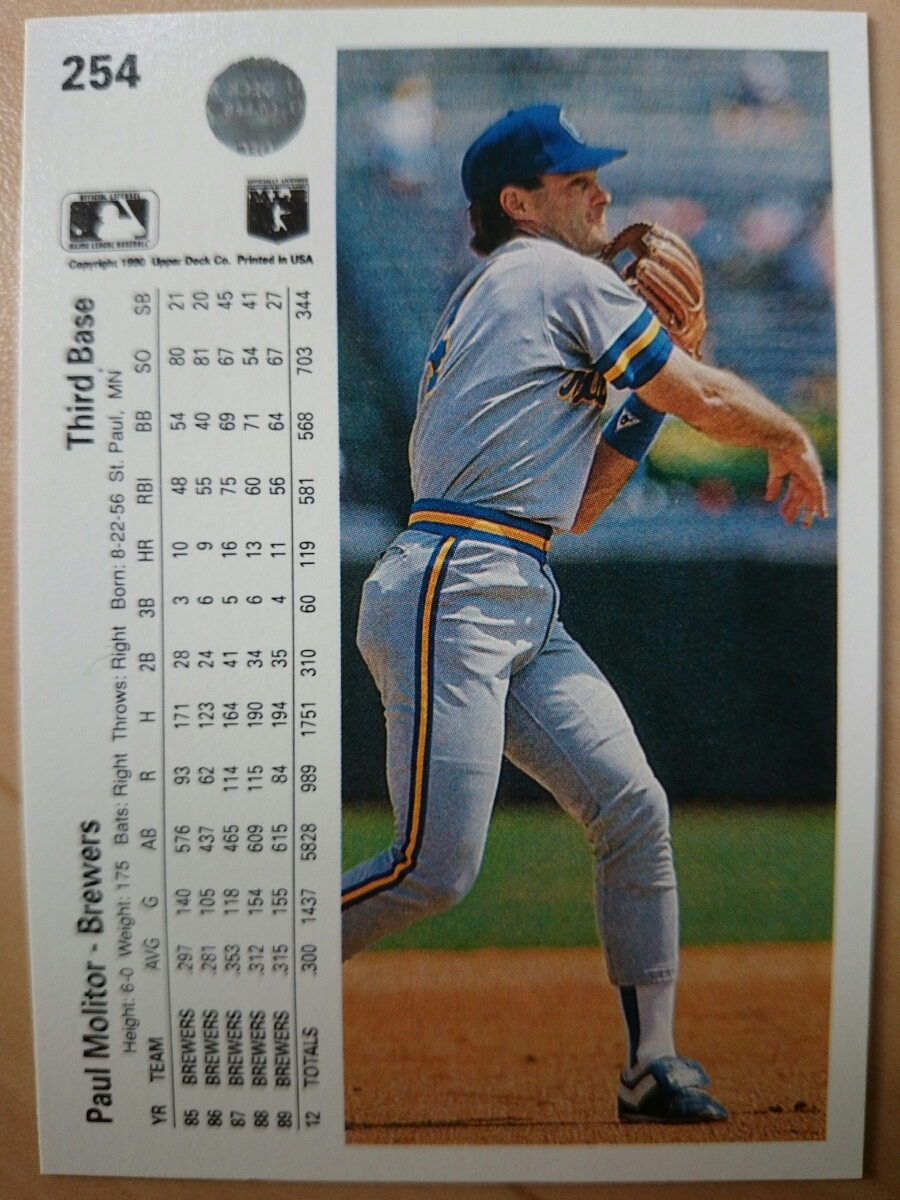 254
OFFICIAL LICENSEE
MAJOR LEAGUE BASEBALL
Copyright 1990 Upper Deck Co. Printed in USA
Paul Molitor - Brewers Third Base
Height: 6-0 Weight: 175 Bats: Right Throws: Right Born: 8-22-56 St. Paul, MN
YR TEAM AVG G AB R H 2B 3B HR RBI BB SO SB
85 BREWERS .297 140 576 93 171 28 3 10 48 54 80 21
86 BREWERS .281 105 437 62 123 24 6 9 55 40 81 20
87 BREWERS .353 118 465 114 164 41 5 16 75 69 67 45
88 BREWERS .312 154 609 115 190 34 6 13 60 71 54 41
89 BREWERS .315 155 615 84 194 35 4 11 56 64 67 27
12 TOTALS .300 1437 5828 989 1751 310 60 119 581 568 703 344